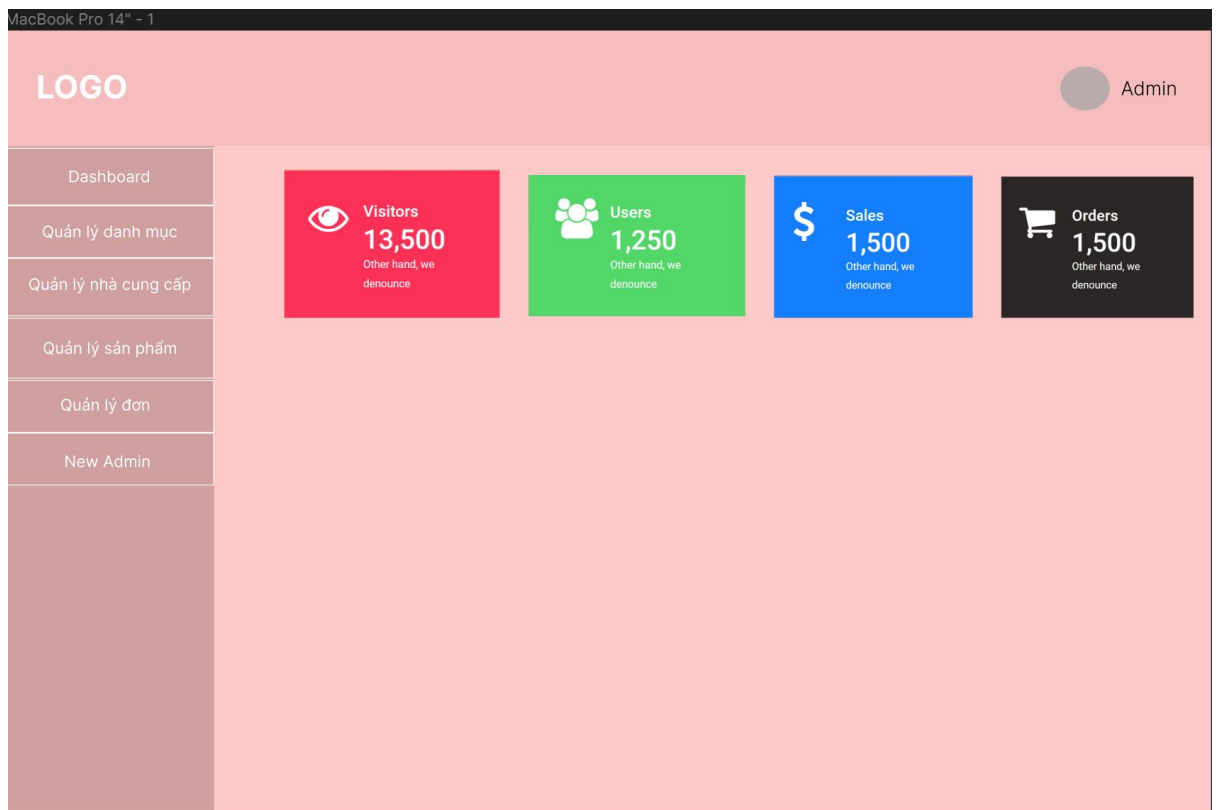 MacBook Pro 14" - 1
LOGO
Admin
Dashboard
Quản lý danh mục
Quản lý nhà cung cấp
Quản lý sản phẩm
Quản lý đơn
New Admin
Visitors
13,500
Other hand, we
denounce
Users
1,250
Other hand, we
denounce
Sales
1,500
Other hand, we
denounce
Orders
1,500
Other hand, we
denounce